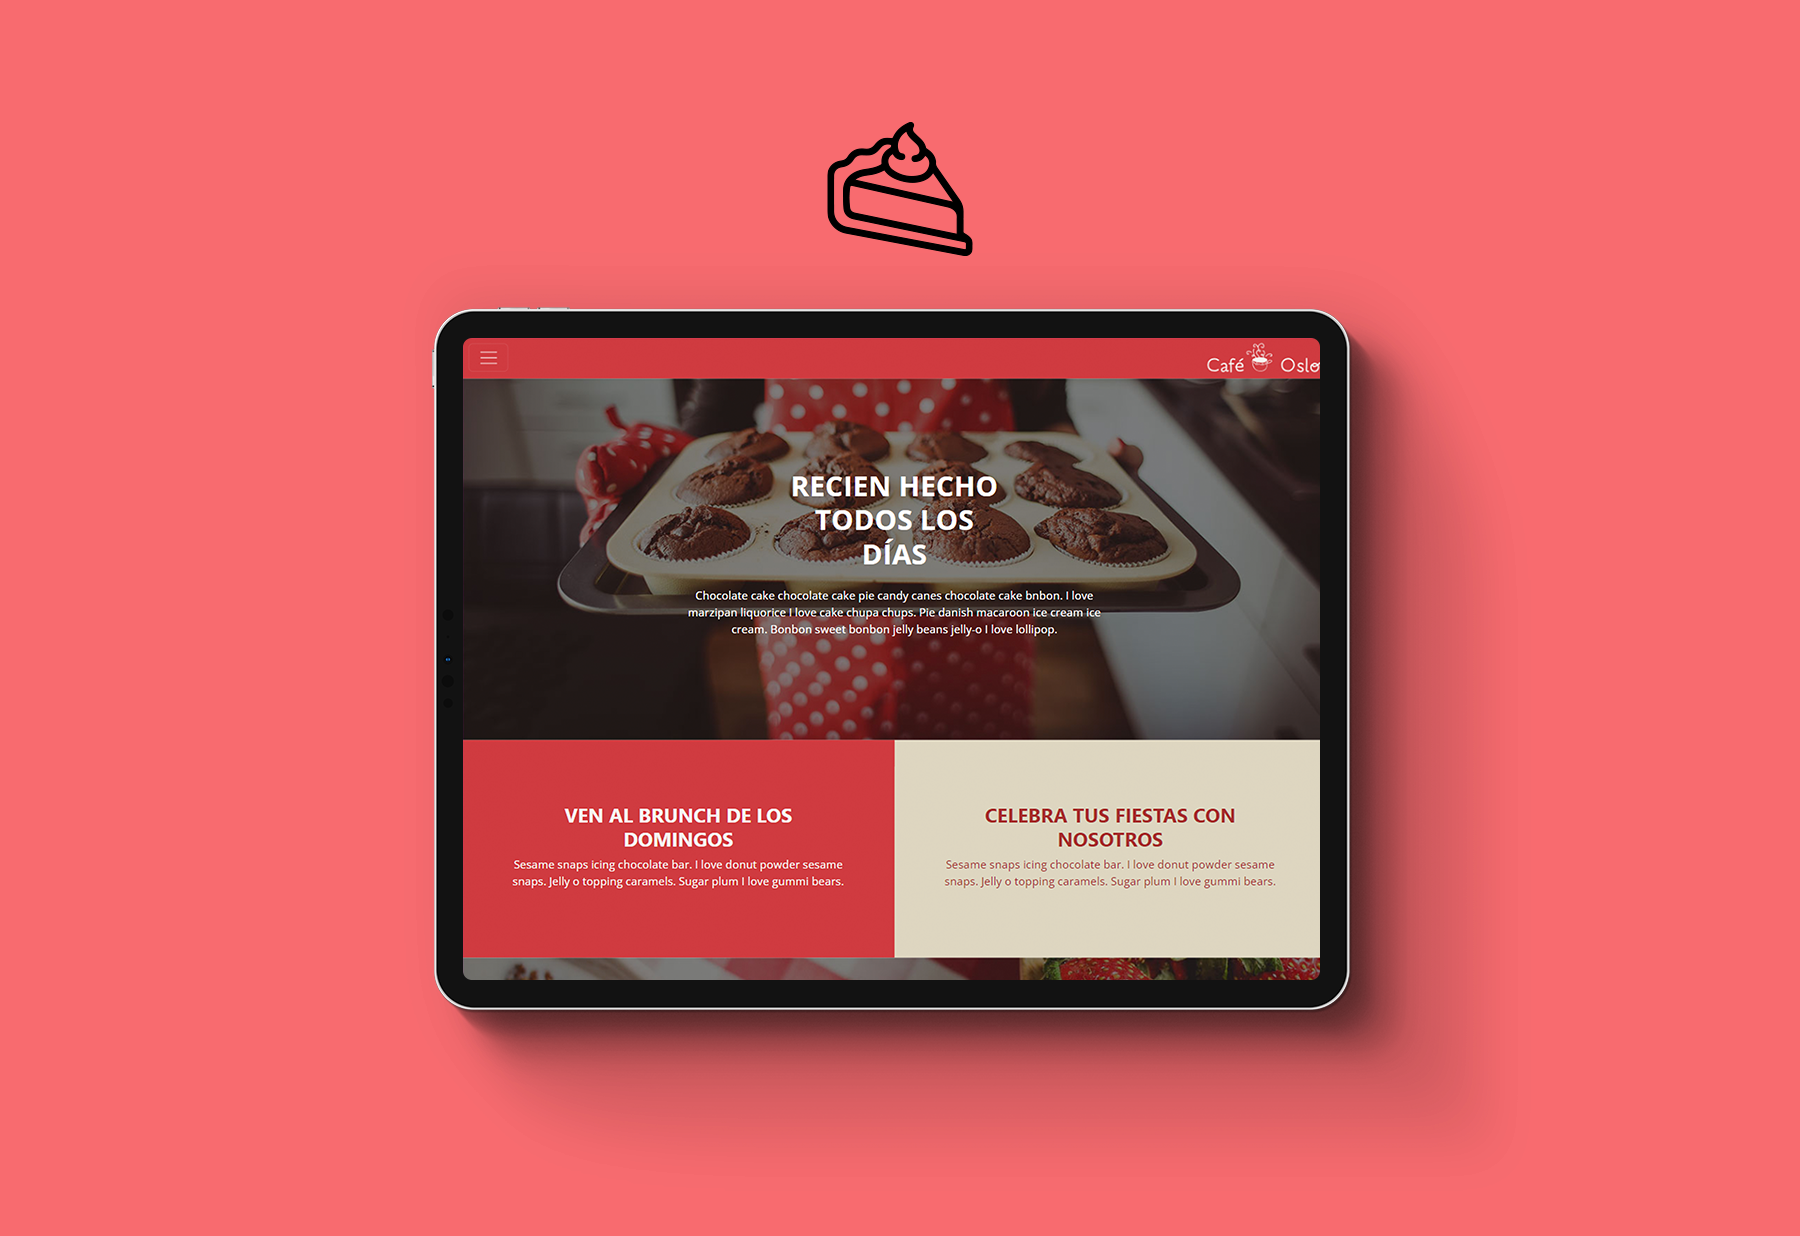 Café Oslo
RECIEN HECHO
TODOS LOS
DÍAS
Chocolate cake chocolate cake pie candy canes chocolate cake bnbon. I love
marzipan liquorice I love cake chupa chups. Pie danish macaroon ice cream ice
cream. Bonbon sweet bonbon jelly beans jelly-o I love lollipop.
VEN AL BRUNCH DE LOS
DOMINGOS
Sesame snaps icing chocolate bar. I love donut powder sesame
snaps. Jelly o topping caramels. Sugar plum I love gummi bears.
CELEBRA TUS FIESTAS CON
NOSOTROS
Sesame snaps icing chocolate bar. I love donut powder sesame
snaps. Jelly o topping caramels. Sugar plum I love gummi bears.